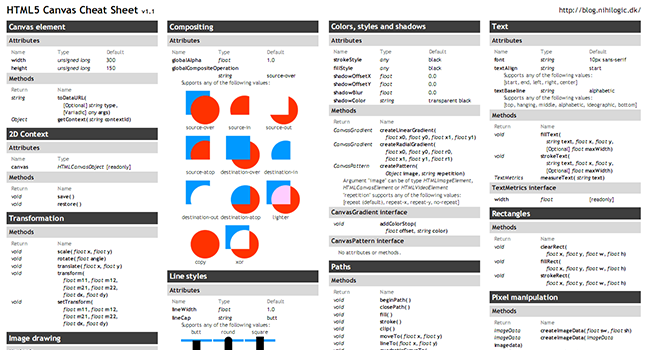 HTML5 Canvas Cheat Sheet v1.1
http://blog.nihilogic.dk/
Canvas element
Attributes
Name Type Default
width unsigned long 300
height unsigned long 150
Methods
Return Name
string toDataURL(
[Optional] string type,
[Variadic] any args)
Object getContext( string contextId)
2D Context
Attributes
Name Type
canvas HTMLCanvasObject [readonly]
Methods
Return Name
void save( )
void restore( )
Transformation
Methods
Return Name
void scale( float x, float y)
void rotate( float angle)
void translate( float x, float y)
void transform(
float m11, float m12,
float m21, float m22,
float dx, float dy)
void setTransform(
float m11, float m12,
float m21, float m22,
float dx, float dy)
Image drawing
Compositing
Attributes
Name Type Default
globalAlpha float 1.0
globalCompositeOperation
string source-over
Supports any of the following values:
source-over source-in source-out
source-atop destination-over destination-in
destination-out destination-atop lighter
copy xor
Line styles
Attributes
Name Type Default
lineWidth float 1.0
lineCap string butt
Supports any of the following values:
butt round square
Colors, styles and shadows
Attributes
Name Type Default
strokeStyle any black
fillStyle any black
shadowOffsetX float 0.0
shadowOffsetY float 0.0
shadowBlur float 0.0
shadowColor string transparent black
Methods
Return Name
CanvasGradient createLinearGradient(
float x0, float y0, float x1, float y1)
CanvasGradient createRadialGradient(
float x0, float y0, float r0,
float x1, float y1, float r1)
CanvasPattern createPattern(
Object image, string repetition)
Argument "image" can be of type HTMLImageElement,
HTMLCanvasElement or HTMLVideoElement
"repetition" supports any of the following values:
[repeat (default), repeat-x, repeat-y, no-repeat]
CanvasGradient interface
void addColorStop(
float offset, string color)
CanvasPattern interface
No attributes or methods.
Paths
Methods
Return Name
void beginPath( )
void closePath( )
void fill( )
void stroke( )
void clip( )
void moveTo( float x, float y)
void lineTo( float x, float y)
Text
Attributes
Name Type Default
font string 10px sans-serif
textAlign string start
Supports any of the following values:
[start, end, left, right, center]
textBaseline string alphabetic
Supports any of the following values:
[top, hanging, middle, alphabetic, ideographic, bottom]
Methods
Return Name
void fillText(
string text, float x, float y,
[Optional] float maxWidth)
void strokeText(
string text, float x, float y,
[Optional] float maxWidth)
TextMetrics measureText( string text)
TextMetrics interface
width float [readonly]
Rectangles
Methods
Return Name
void clearRect(
float x, float y, float w, float h)
void fillRect(
float x, float y, float w, float h)
void strokeRect(
float x, float y, float w, float h)
Pixel manipulation
Methods
Return Name
ImageData createImageData( float sw, float sh)
ImageData createImageData(
imagedata)